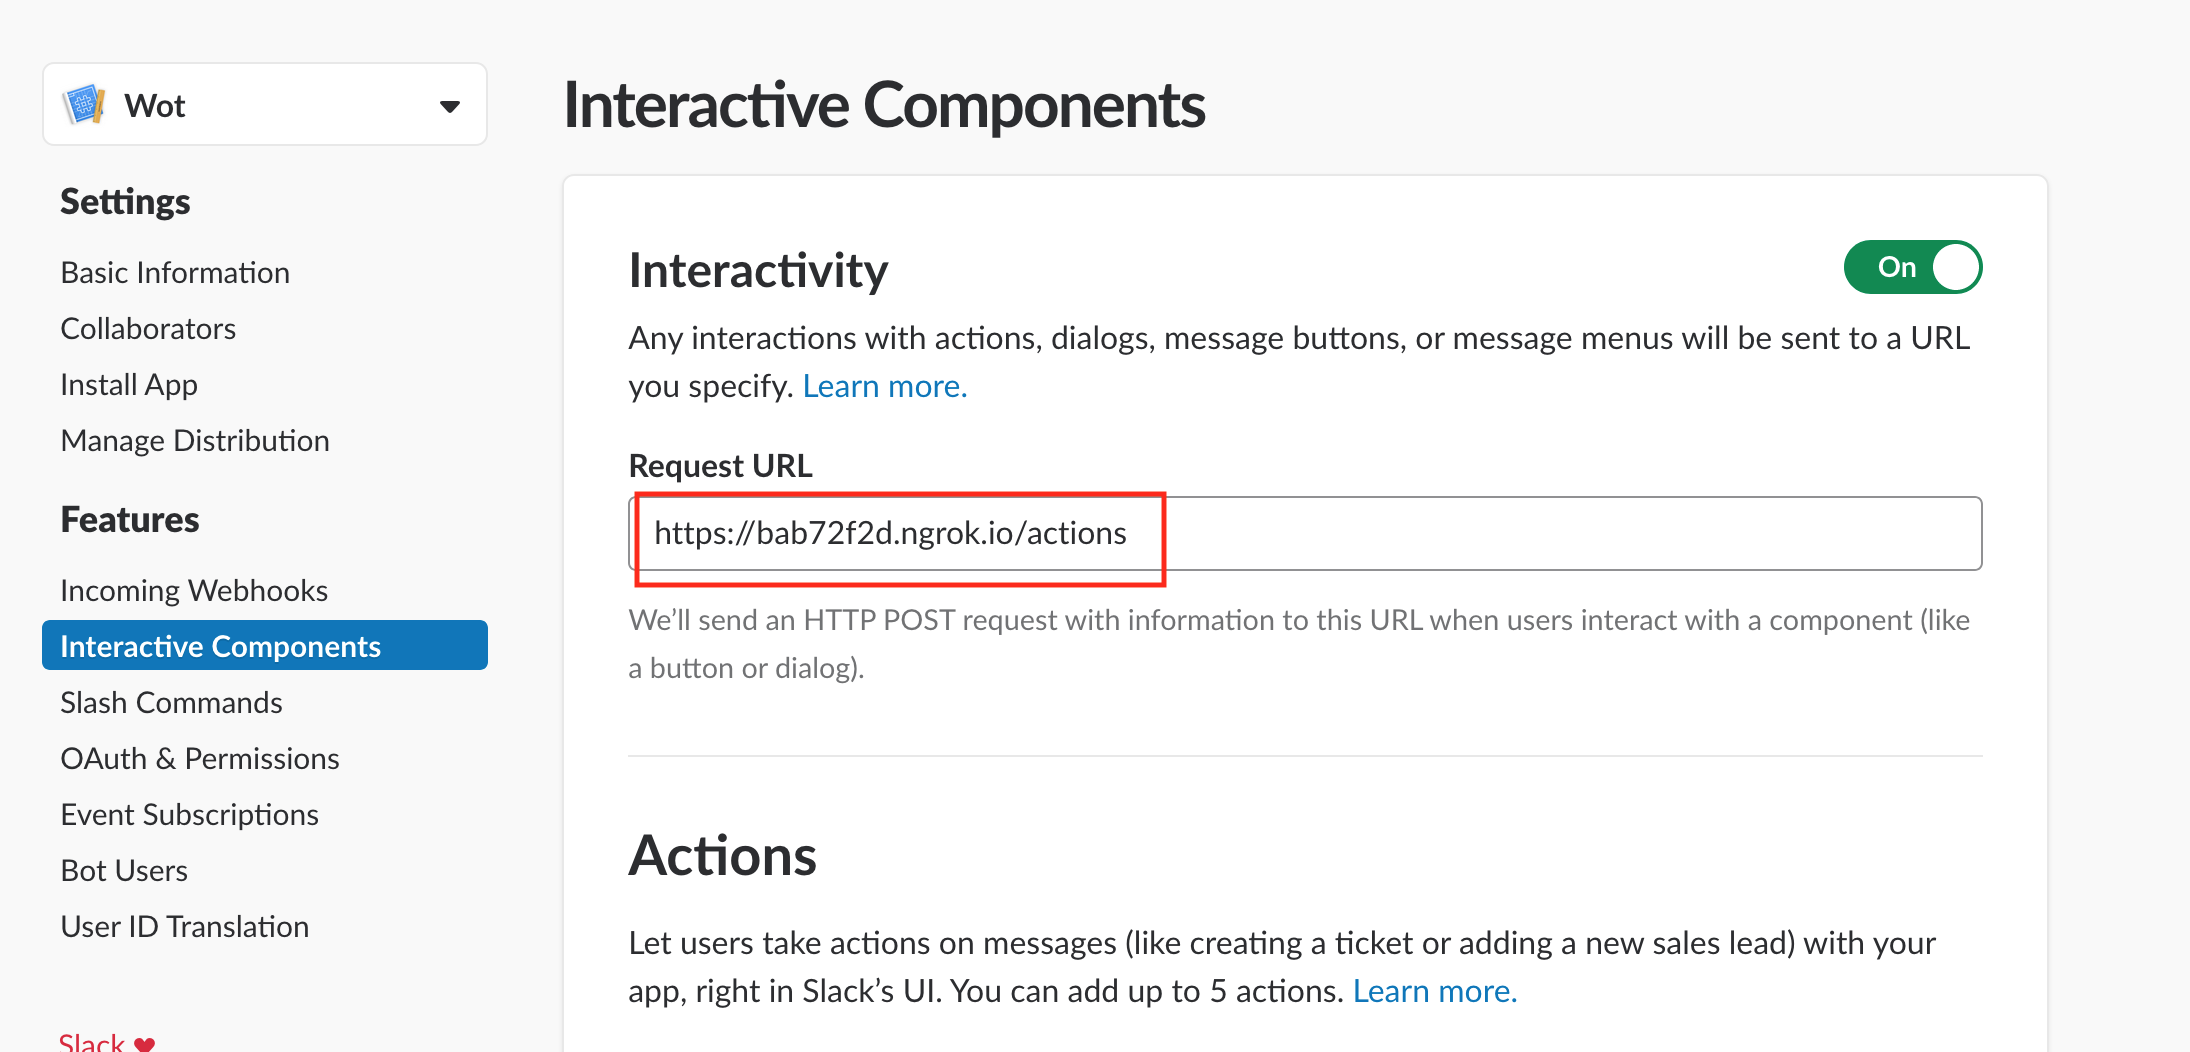 Wot
Settings
Basic Information
Collaborators
Install App
Manage Distribution
Features
Incoming Webhooks
Interactive Components
Slash Commands
OAuth & Permissions
Event Subscriptions
Bot Users
User ID Translation
Slack
Interactive Components
Interactivity
On
Any interactions with actions, dialogs, message buttons, or message menus will be sent to a URL
you specify. Learn more.
Request URL
https://bab72f2d.ngrok.io/actions
We’ll send an HTTP POST request with information to this URL when users interact with a component (like
a button or dialog).
Actions
Let users take actions on messages (like creating a ticket or adding a new sales lead) with your
app, right in Slack’s UI. You can add up to 5 actions. Learn more.